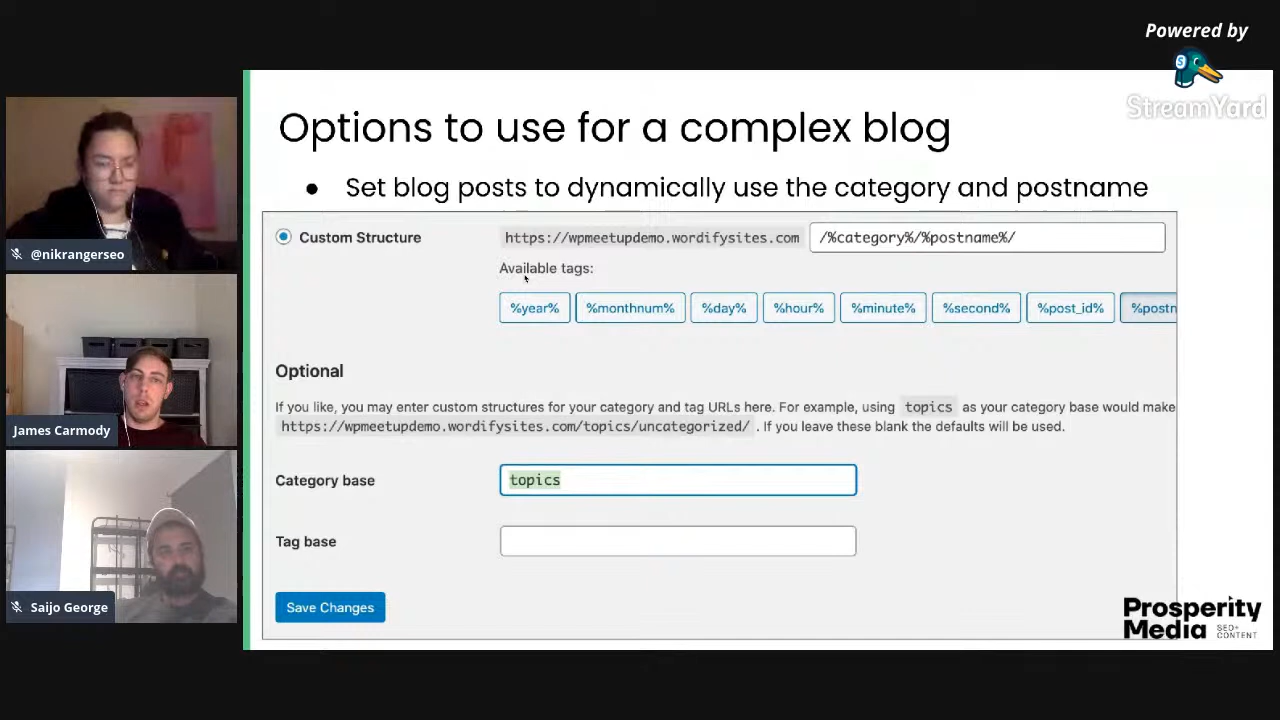 Powered by
StreamYard
Options to use for a complex blog
● Set blog posts to dynamically use the category and postname
Custom Structure
https://wpmeetupdemo.wordifysites.com
/%category%/%postname%/
Available tags:
%year%
%monthnum%
%day%
%hour%
%minute%
%second%
%post_id%
%postn
Optional
If you like, you may enter custom structures for your category and tag URLs here. For example, using topics as your category base would make
https://wpmeetupdemo.wordifysites.com/topics/uncategorized/ . If you leave these blank the defaults will be used.
Category base
topics
Tag base
Save Changes
Prosperity
Media SEO+
CONTENT
@nikrangerseo
James Carmody
Saijo George